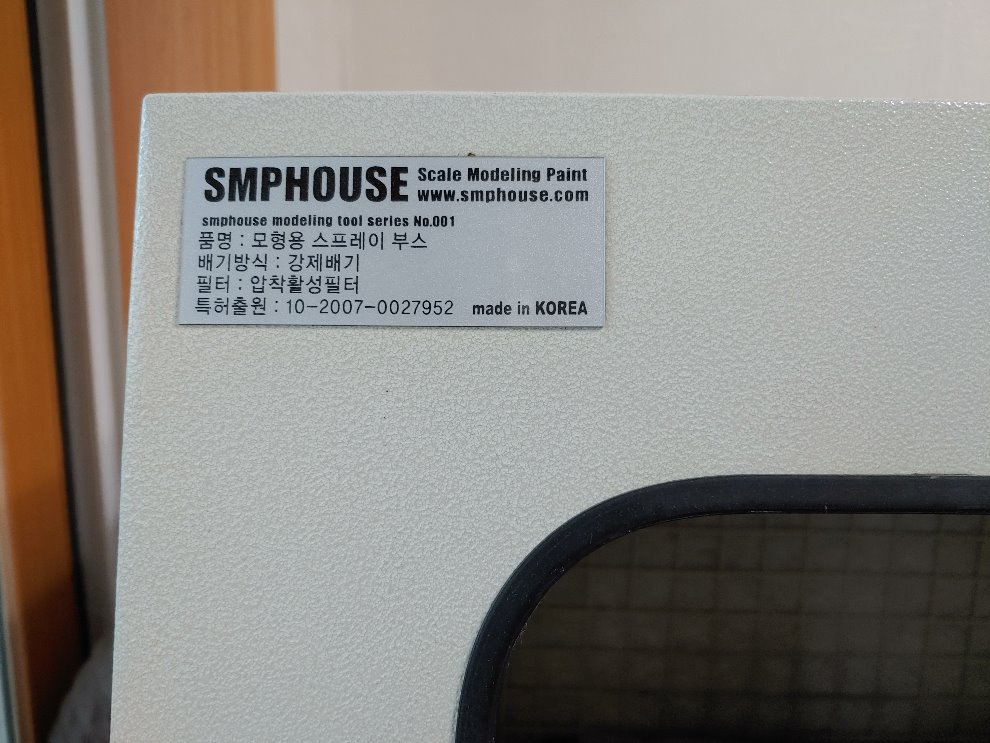 SMPHOUSE Scale Modeling Paint
www.smphouse.com
smphouse modeling tool series No.001
품명 : 모형용 스프레이 부스
배기방식 : 강제배기
필터 : 압착활성필터
특허출원 : 10-2007-0027952 made in KOREA